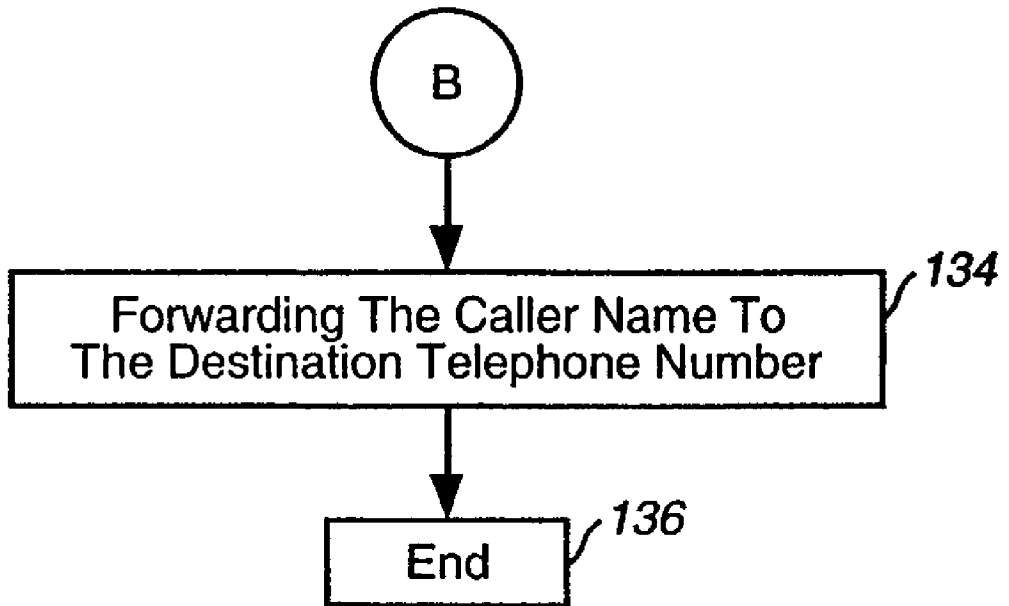 B
134
Forwarding The Caller Name To
The Destination Telephone Number
136
End